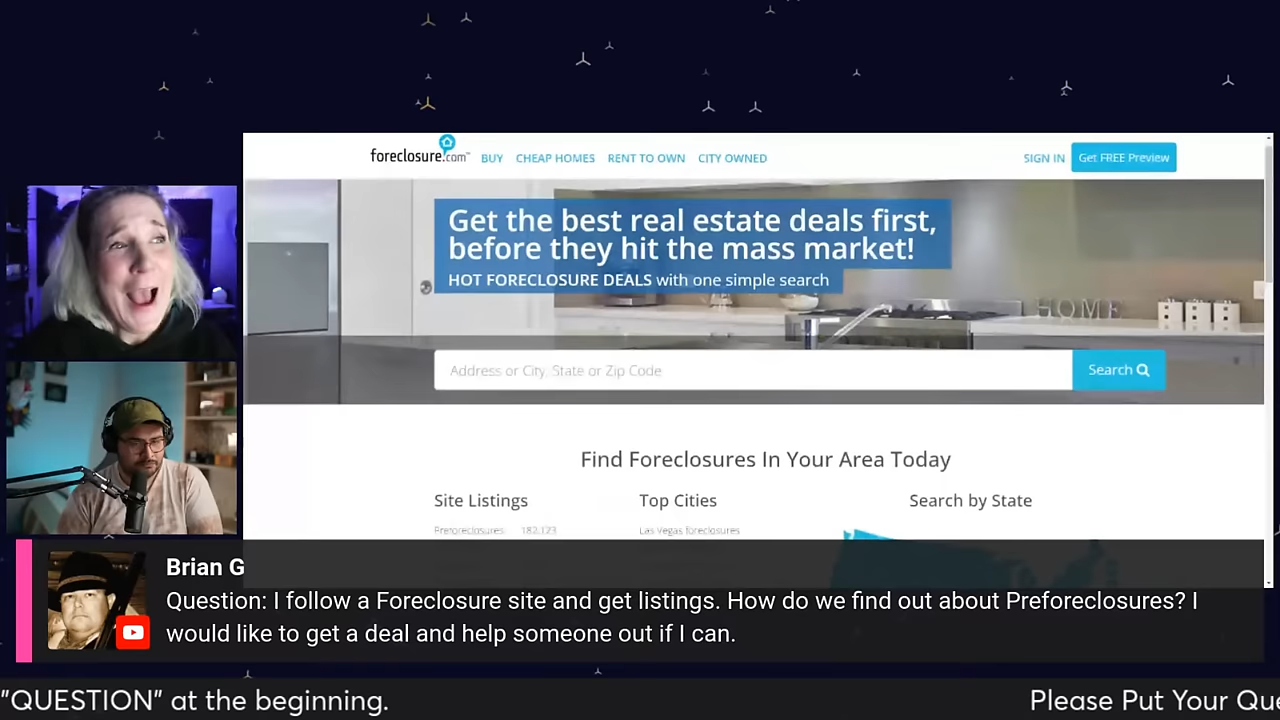 foreclosure.com™ BUY CHEAP HOMES RENT TO OWN CITY OWNED SIGN IN Get FREE Preview
Get the best real estate deals first,
before they hit the mass market!
HOT FORECLOSURE DEALS with one simple search
HOME
Address or City, State or Zip Code Search
Find Foreclosures In Your Area Today
Site Listings Top Cities Search by State
Preforeclosures 182,123 Las Vegas foreclosures
Brian G
Question: I follow a Foreclosure site and get listings. How do we find out about Preforeclosures? I
would like to get a deal and help someone out if I can.
"QUESTION" at the beginning. Please Put Your Que